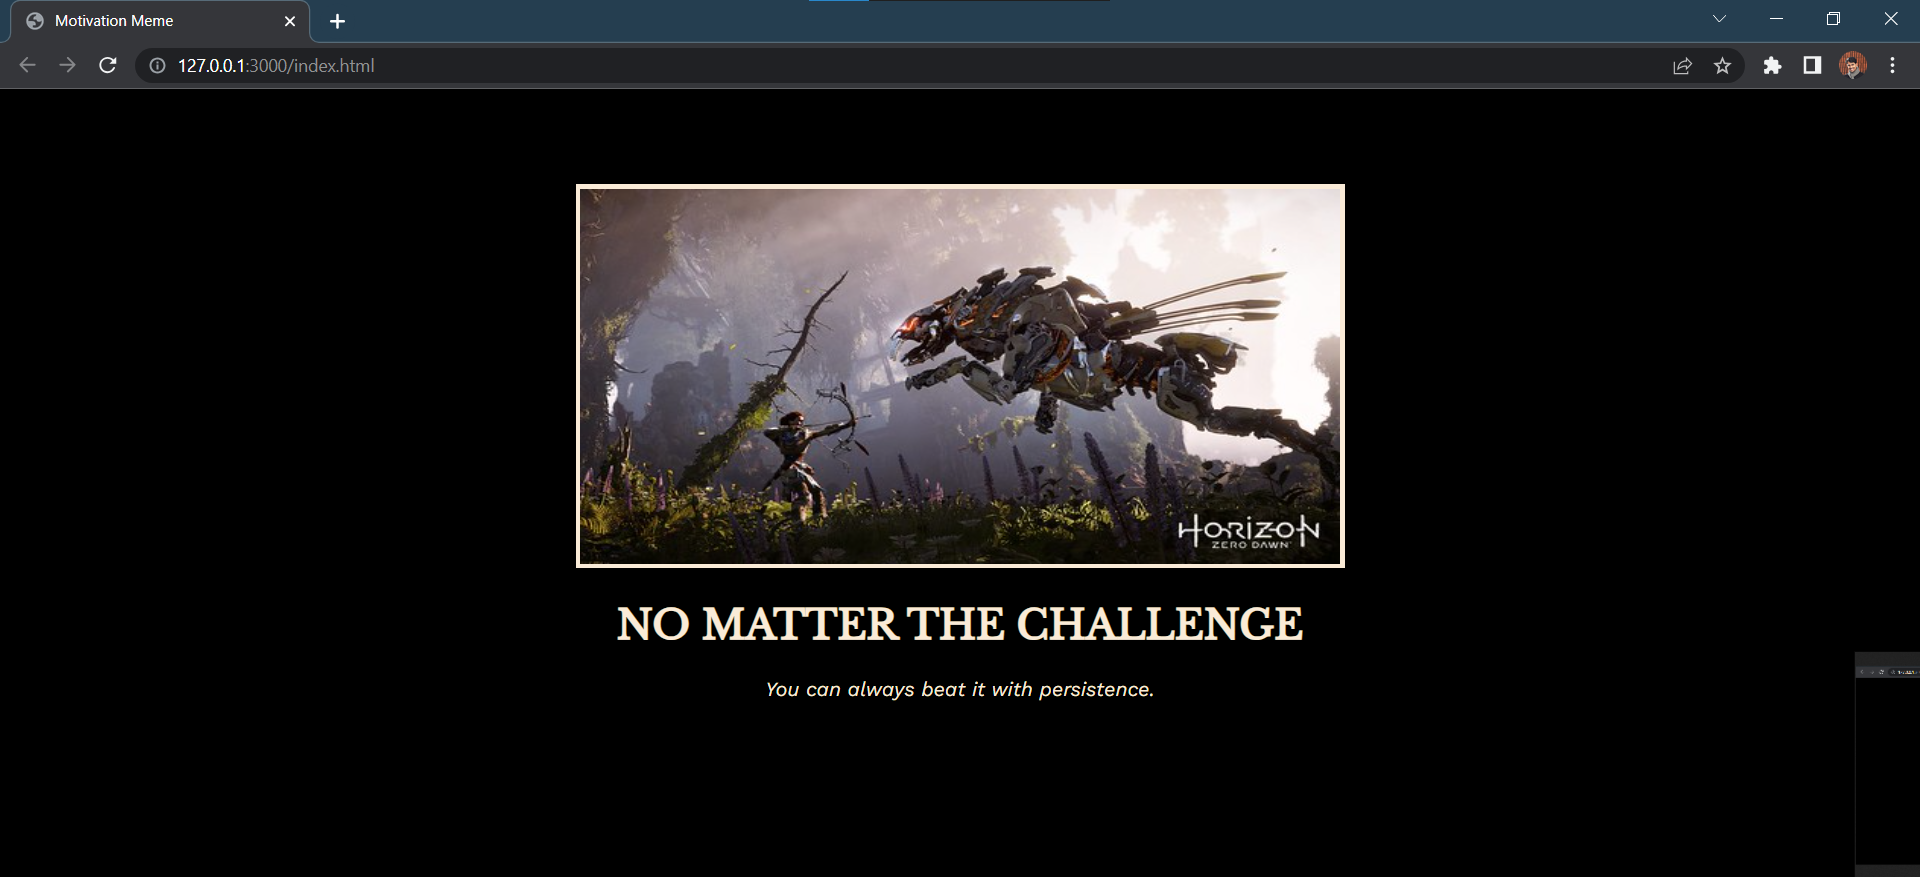 Motivation Meme
127.0.0.1:3000/index.html
HORIZON
ZERO DAWN
NO MATTER THE CHALLENGE
You can always beat it with persistence.